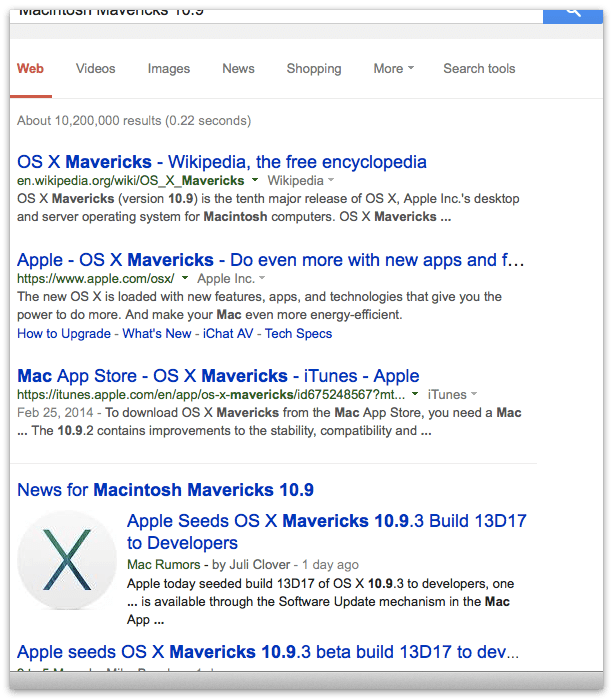 Macintosh Mavericks 10.9
Web Videos Images News Shopping More Search tools
About 10,200,000 results (0.22 seconds)
OS X Mavericks - Wikipedia, the free encyclopedia
en.wikipedia.org/wiki/OS_X_Mavericks Wikipedia
OS X Mavericks (version 10.9) is the tenth major release of OS X, Apple Inc.'s desktop
and server operating system for Macintosh computers. OS X Mavericks ...
Apple - OS X Mavericks - Do even more with new apps and f...
https://www.apple.com/osx/ Apple Inc.
The new OS X is loaded with new features, apps, and technologies that give you the
power to do more. And make your Mac even more energy-efficient.
How to Upgrade - What's New - iChat AV - Tech Specs
Mac App Store - OS X Mavericks - iTunes - Apple
https://itunes.apple.com/en/app/os-x-mavericks/id675248567?mt... iTunes
Feb 25, 2014 - To download OS X Mavericks from the Mac App Store, you need a Mac
... The 10.9.2 contains improvements to the stability, compatibility and ...
News for Macintosh Mavericks 10.9
Apple Seeds OS X Mavericks 10.9.3 Build 13D17
to Developers
Mac Rumors - by Juli Clover - 1 day ago
Apple today seeded build 13D17 of OS X 10.9.3 to developers, one
... is available through the Software Update mechanism in the Mac
App ...
Apple seeds OS X Mavericks 10.9.3 beta build 13D17 to dev...